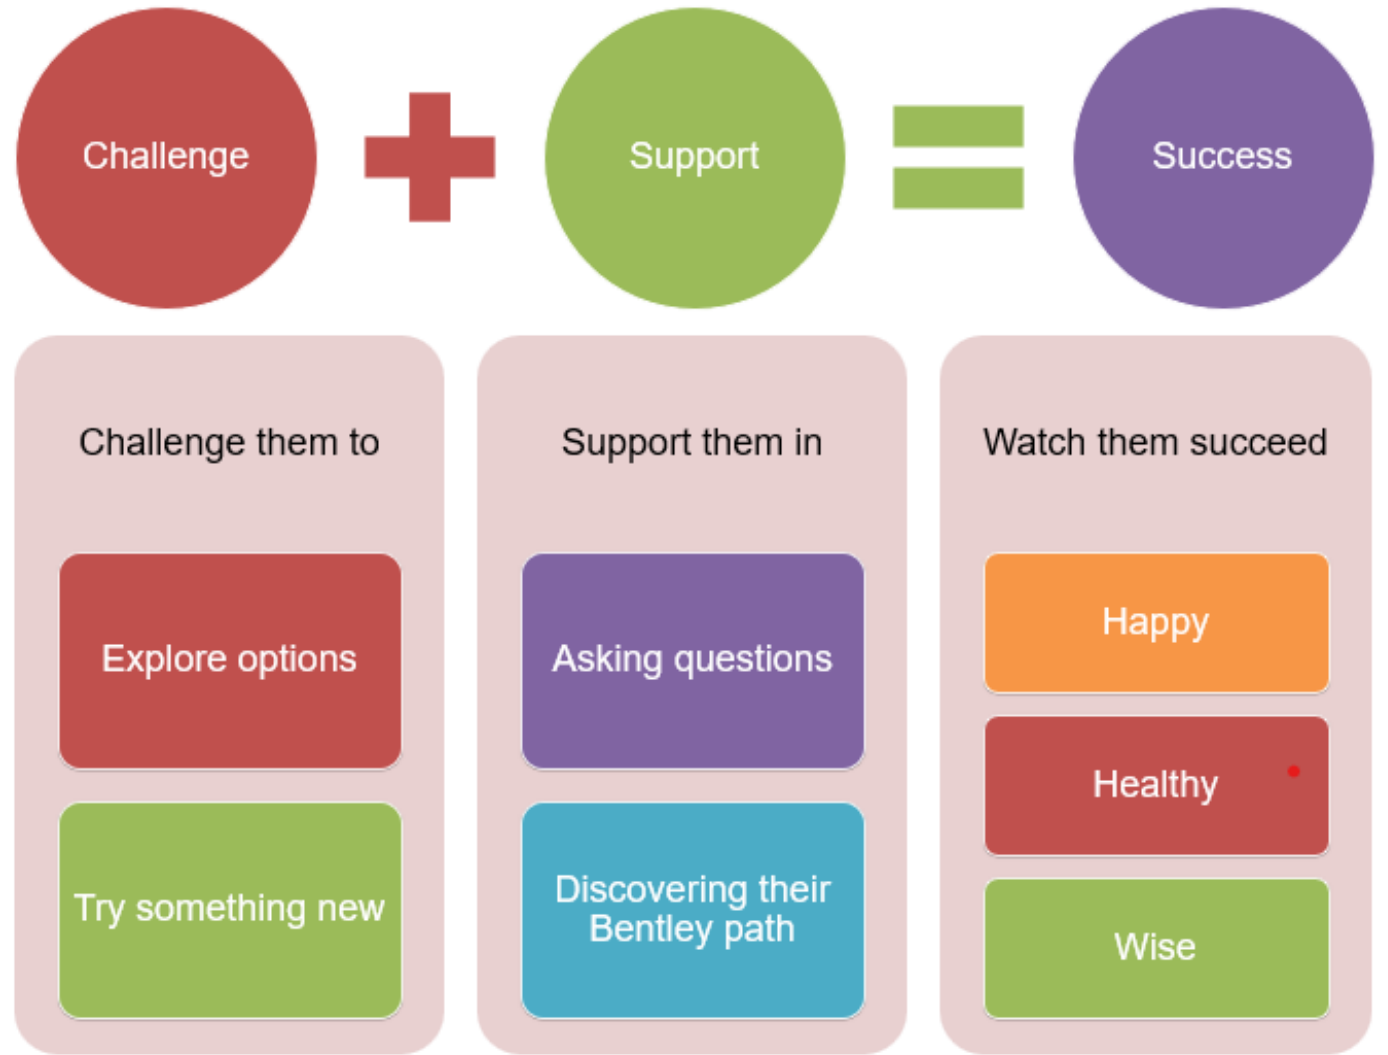 Challenge
Support
Success
Challenge them to
Explore options
Try something new
Support them in
Asking questions
Discovering their
Bentley path
Watch them succeed
Happy
Healthy
Wise